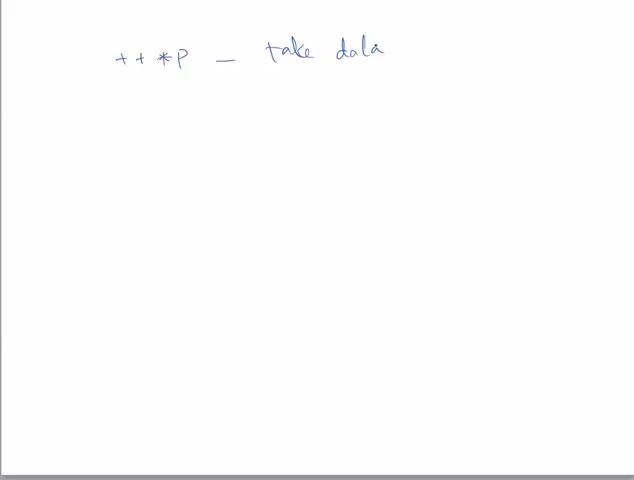 ++*p — take data